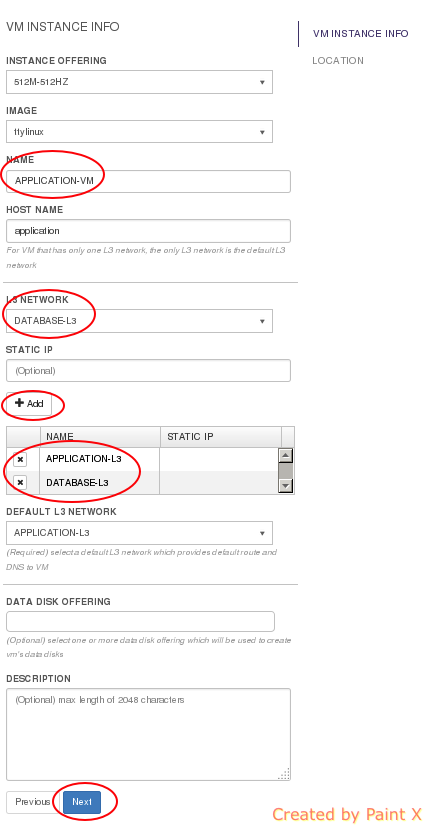 VM INSTANCE INFO
VM INSTANCE INFO
LOCATION
INSTANCE OFFERING
512M-512HZ
IMAGE
ttylinux
NAME
APPLICATION-VM
HOST NAME
application
For VM that has only one L3 network, the only L3 network is the default L3
network
L3 NETWORK
DATABASE-L3
STATIC IP
(Optional)
Add
NAME STATIC IP
APPLICATION-L3
DATABASE-L3
DEFAULT L3 NETWORK
APPLICATION-L3
(Required) select a default L3 network which provides default route and
DNS to VM
DATA DISK OFFERING
(Optional) select one or more data disk offering which will be used to create
vm's data disks
DESCRIPTION
(Optional) max length of 2048 characters
Previous Next
Created by Paint X